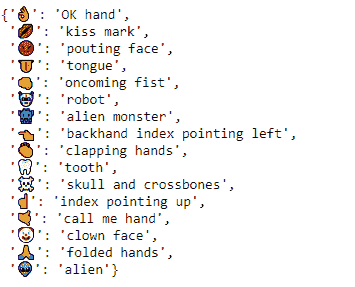 {'👌': 'OK hand',
'💋': 'kiss mark',
'😡': 'pouting face',
'👅': 'tongue',
'👊': 'oncoming fist',
'🤖': 'robot',
'👾': 'alien monster',
'👈': 'backhand index pointing left',
'👏': 'clapping hands',
'🦷': 'tooth',
'☠': 'skull and crossbones',
'☝': 'index pointing up',
'🤙': 'call me hand',
'🤡': 'clown face',
'🙏': 'folded hands',
'👽': 'alien'}